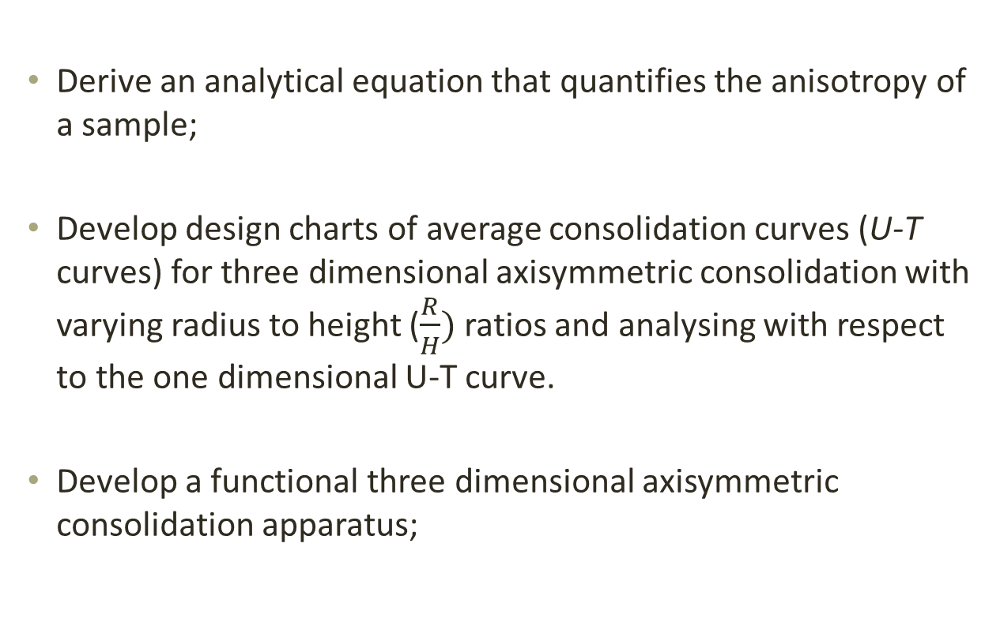 • Derive an analytical equation that quantifies the anisotropy of
a sample;
• Develop design charts of average consolidation curves (U-T
curves) for three dimensional axisymmetric consolidation with
varying radius to height (R/H) ratios and analysing with respect
to the one dimensional U-T curve.
• Develop a functional three dimensional axisymmetric
consolidation apparatus;